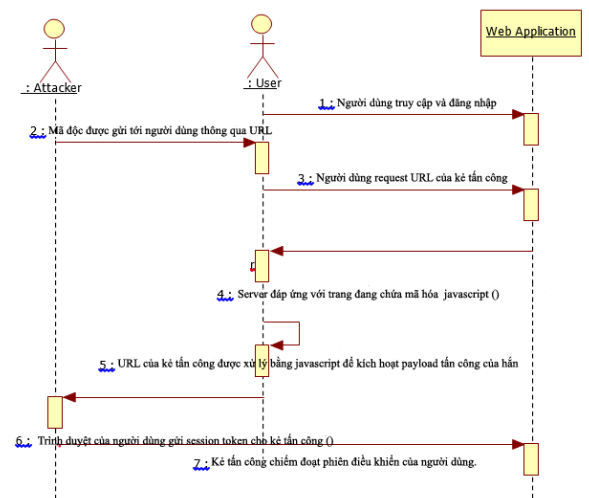 Web Application
: Attacker
: User
1 : Người dùng truy cập và đăng nhập
2 : Mã độc được gửi tới người dùng thông qua URL
3 : Người dùng request URL của kẻ tấn công
r
4 : Server đáp ứng với trang đang chứa mã hóa javascript ()
5 : URL của kẻ tấn công được xử lý bằng javascript để kích hoạt payload tấn công của hắn
6 : Trình duyệt của người dùng gửi session token cho kẻ tấn công ()
7 : Kẻ tấn công chiếm đoạt phiên điều khiển của người dùng.